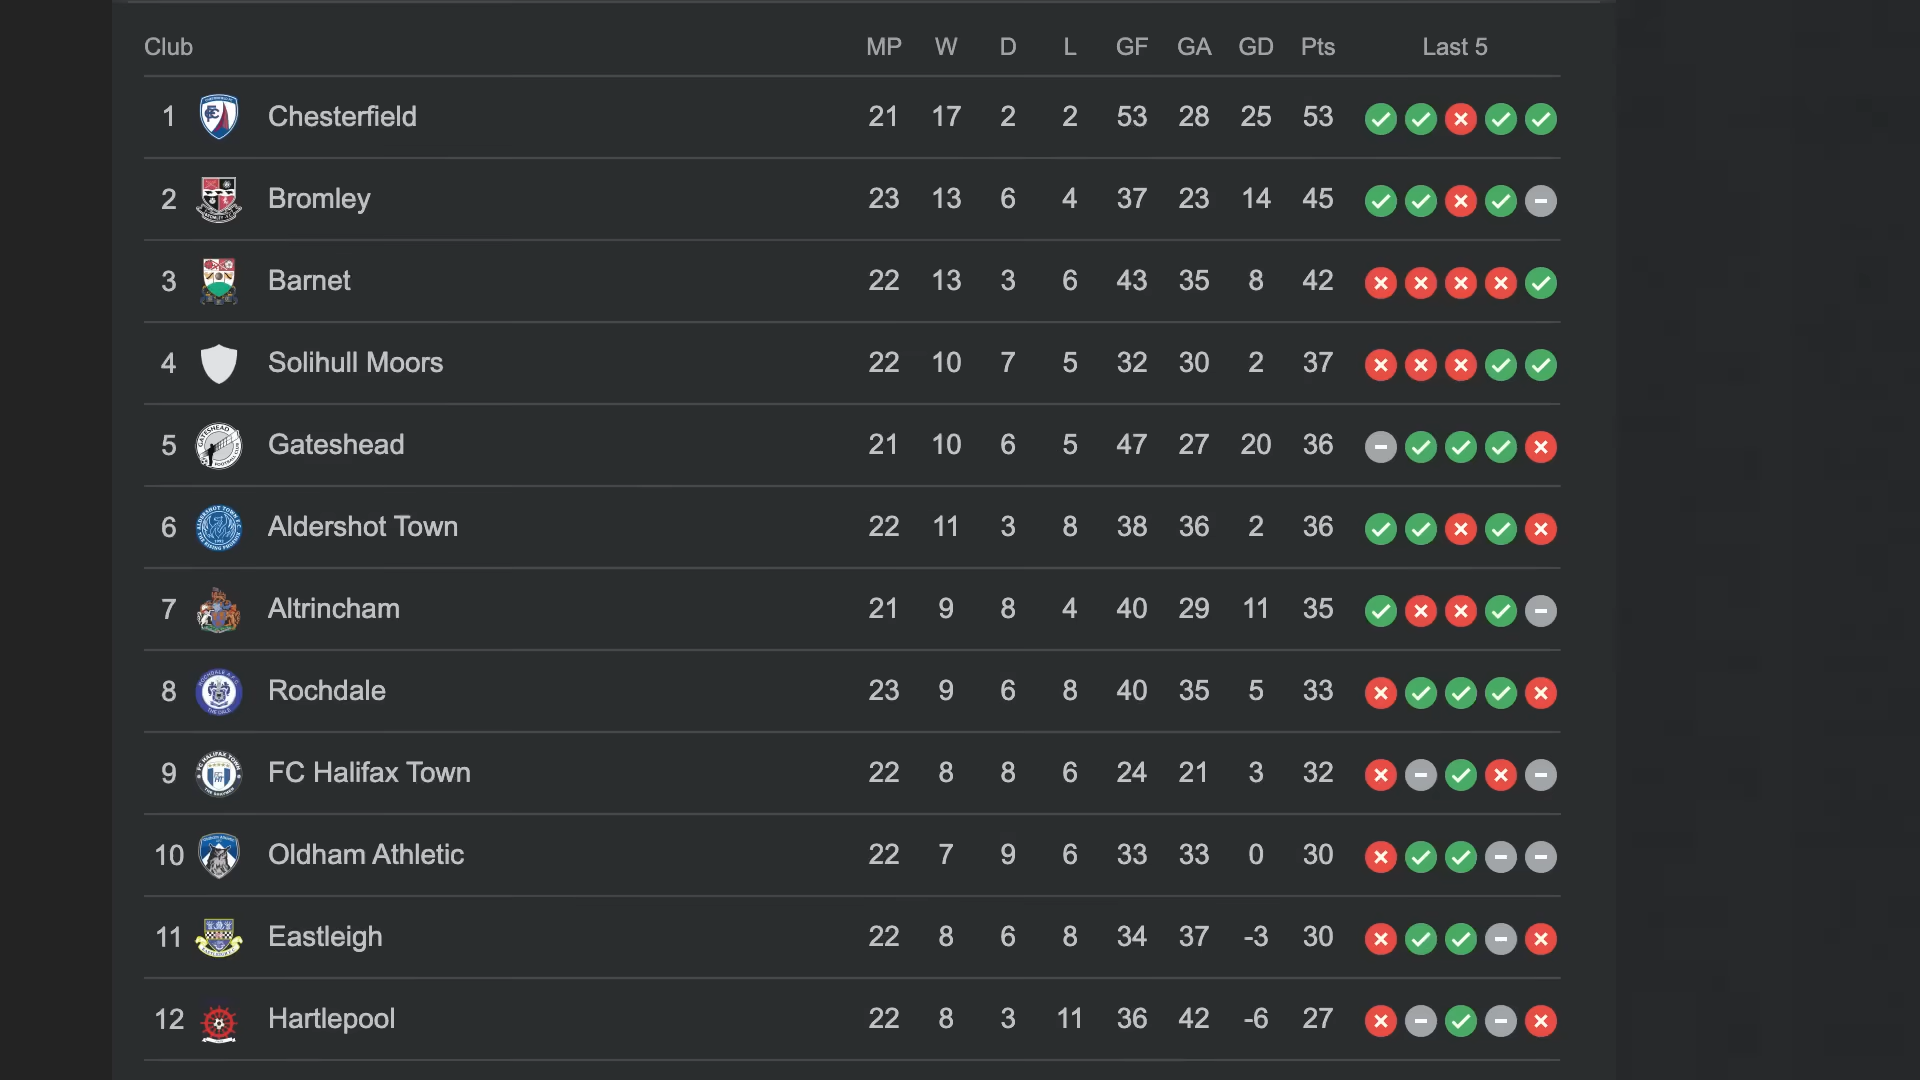 Club MP W D L GF GA GD Pts Last 5
1 Chesterfield 21 17 2 2 53 28 25 53
2 Bromley 23 13 6 4 37 23 14 45
3 Barnet 22 13 3 6 43 35 8 42
4 Solihull Moors 22 10 7 5 32 30 2 37
5 Gateshead 21 10 6 5 47 27 20 36
6 Aldershot Town 22 11 3 8 38 36 2 36
7 Altrincham 21 9 8 4 40 29 11 35
8 Rochdale 23 9 6 8 40 35 5 33
9 FC Halifax Town 22 8 8 6 24 21 3 32
10 Oldham Athletic 22 7 9 6 33 33 0 30
11 Eastleigh 22 8 6 8 34 37 -3 30
12 Hartlepool 22 8 3 11 36 42 -6 27